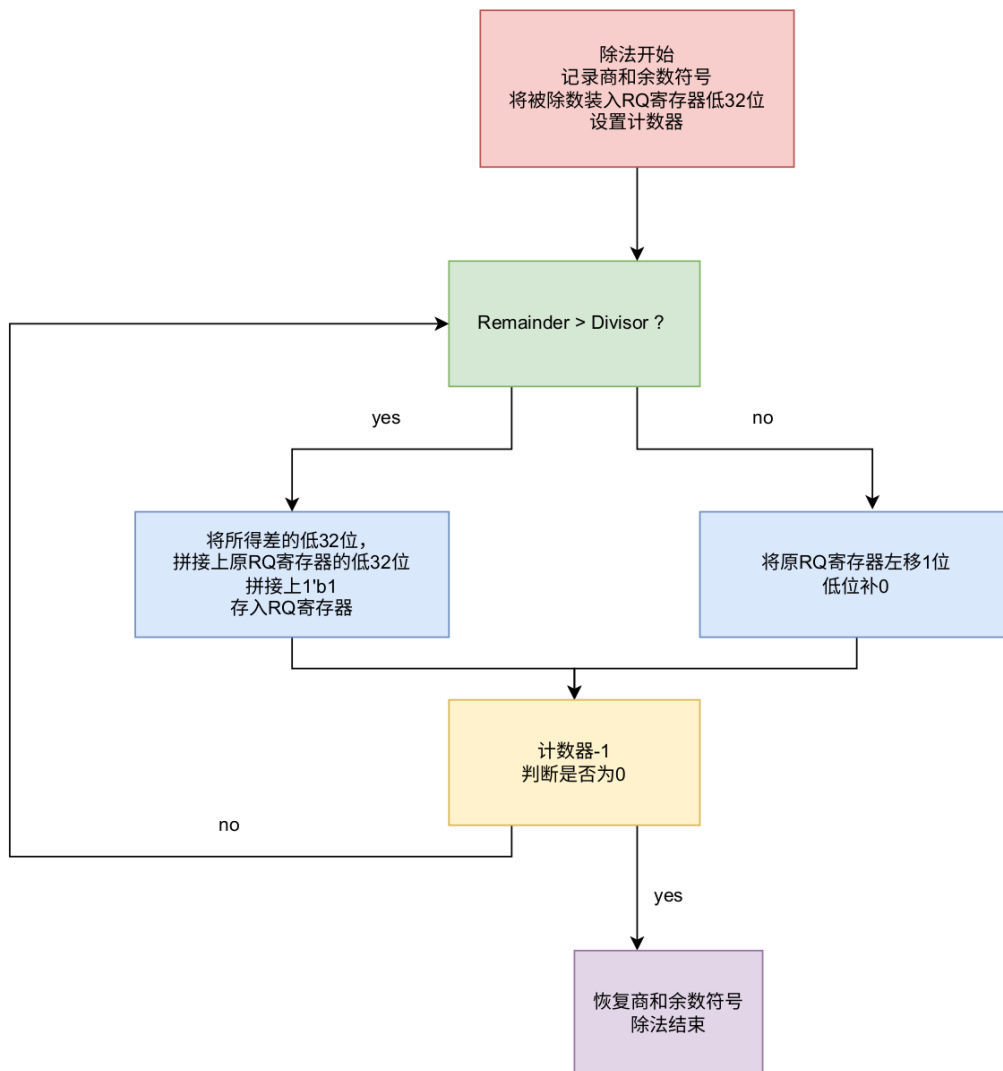 除法开始
记录商和余数符号
将被除数装入RQ寄存器低32位
设置计数器
Remainder > Divisor ?
yes
no
将所得差的低32位，
拼接上原RQ寄存器的低32位
拼接上1'b1
存入RQ寄存器
将原RQ寄存器左移1位
低位补0
计数器-1
判断是否为0
no
yes
恢复商和余数符号
除法结束